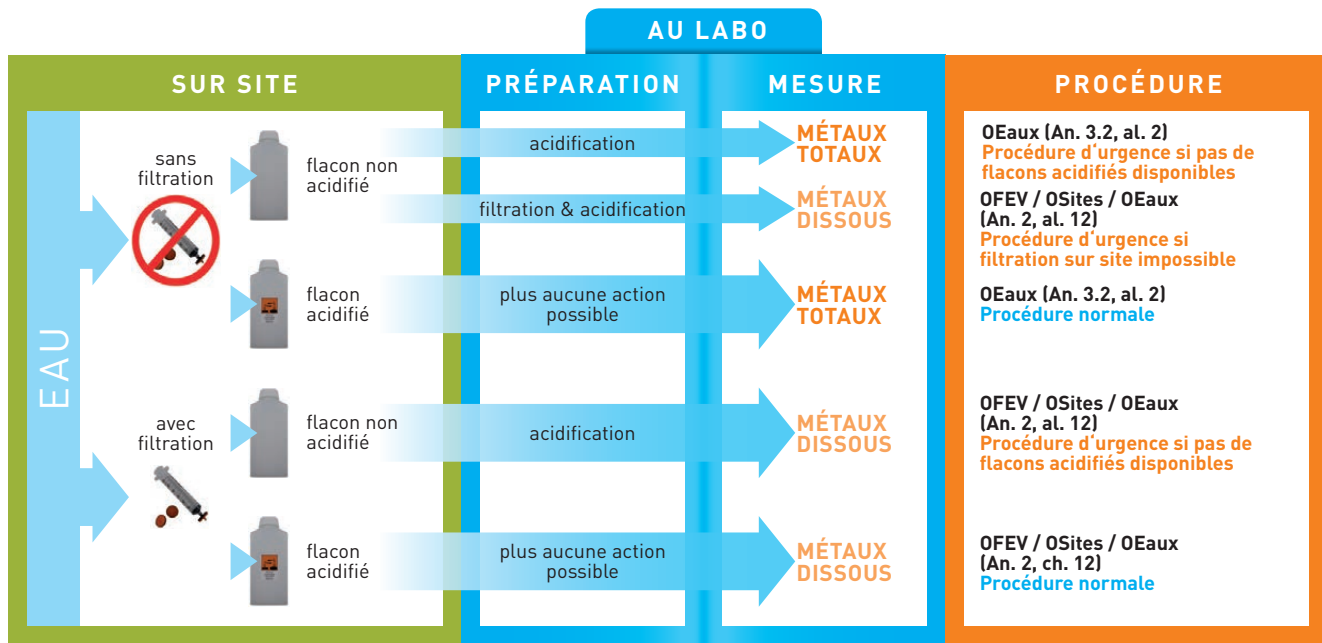 AU LABO
SUR SITE
PRÉPARATION
MESURE
PROCÉDURE
EAU
sans
filtration
flacon non
acidifié
acidification
MÉTAUX
TOTAUX
OEaux (An. 3.2, al. 2)
Procédure d'urgence si pas de
flacons acidifiés disponibles
filtration & acidification
MÉTAUX
DISSOUS
OFEV / OSites / OEaux
(An. 2, al. 12)
Procédure d'urgence si
filtration sur site impossible
flacon
acidifié
plus aucune action
possible
MÉTAUX
TOTAUX
OEaux (An. 3.2, al. 2)
Procédure normale
avec
filtration
flacon non
acidifié
acidification
MÉTAUX
DISSOUS
OFEV / OSites / OEaux
(An. 2, al. 12)
Procédure d'urgence si pas de
flacons acidifiés disponibles
flacon
acidifié
plus aucune action
possible
MÉTAUX
DISSOUS
OFEV / OSites / OEaux
(An. 2, ch. 12)
Procédure normale